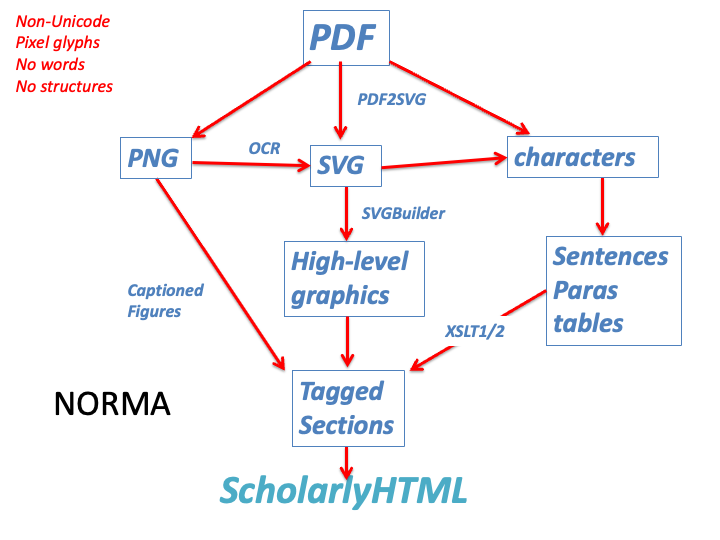 Non-Unicode
Pixel glyphs
No words
No structures
PDF
PDF2SVG
PNG
OCR
SVG
characters
SVGBuilder
High-level
graphics
Sentences
Paras
tables
Captioned
Figures
XSLT1/2
NORMA
Tagged
Sections
ScholarlyHTML